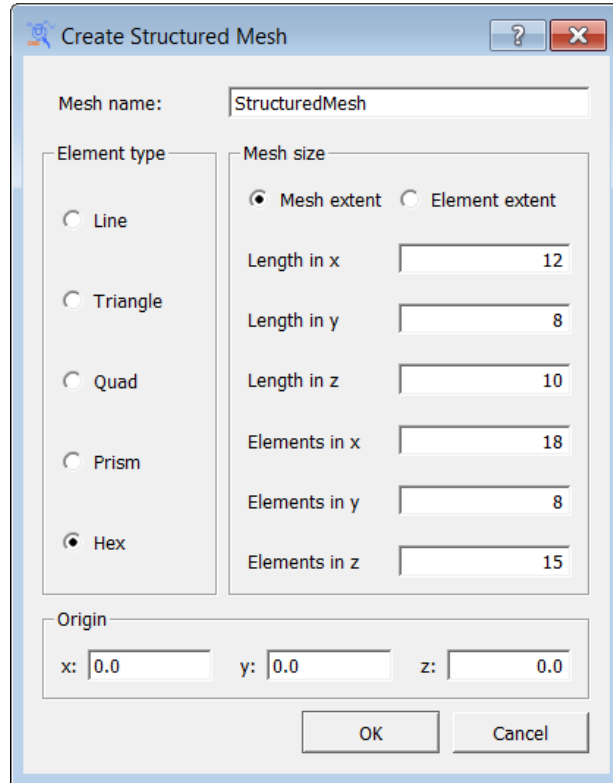 Create Structured Mesh ?
Mesh name: StructuredMesh
Element type
Line
Triangle
Quad
Prism
Hex
Mesh size
Mesh extent Element extent
Length in x 12
Length in y 8
Length in z 10
Elements in x 18
Elements in y 8
Elements in z 15
Origin
x: 0.0 y: 0.0 z: 0.0
OK Cancel